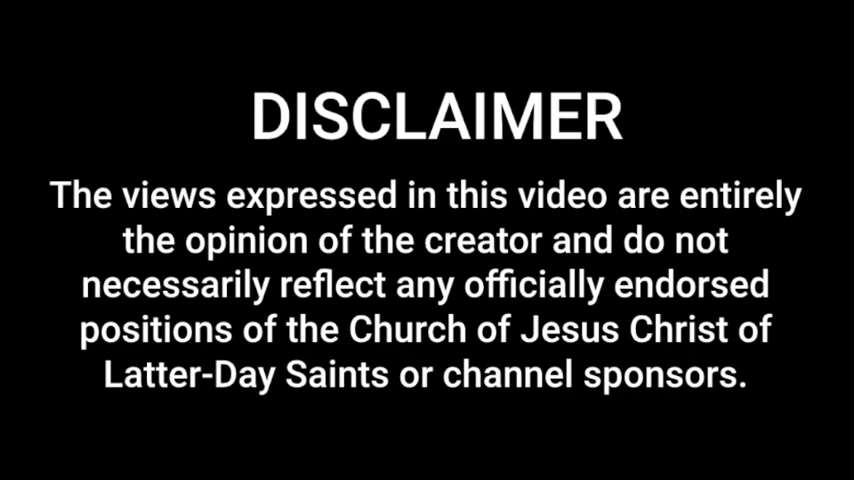 DISCLAIMER
The views expressed in this video are entirely
the opinion of the creator and do not
necessarily reflect any officially endorsed
positions of the Church of Jesus Christ of
Latter-Day Saints or channel sponsors.